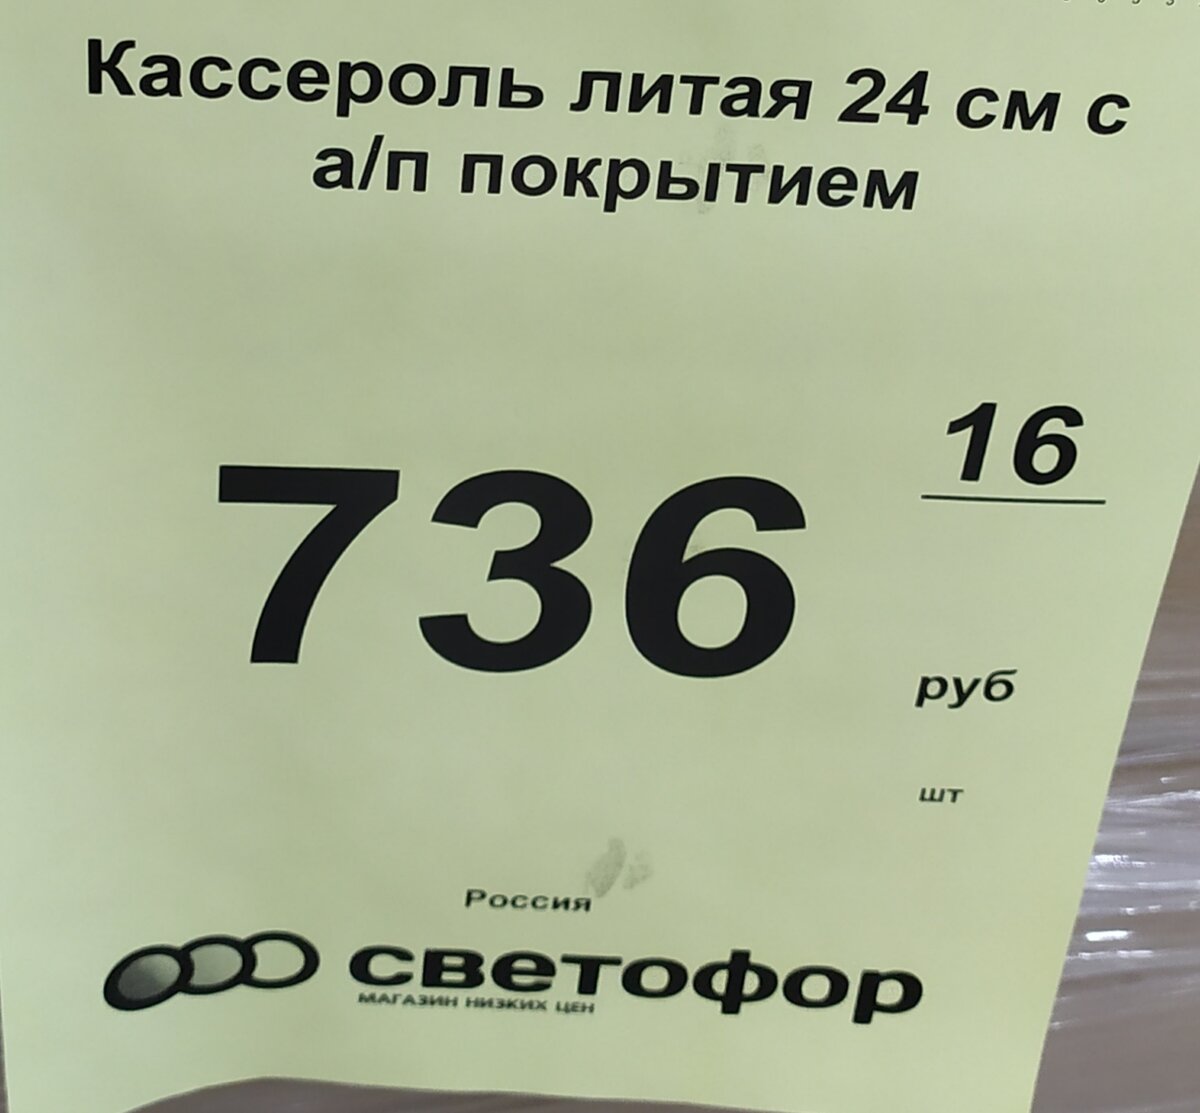 Кассероль литая 24 см с
а/п покрытием
736
16
руб
шт
Россия
светофор
МАГАЗИН НИЗКИХ ЦЕН